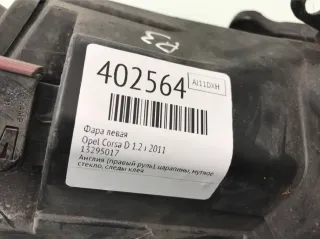 402564
AI11DXH
Фара левая
Opel Corsa D 1.2 i 2011
13295017
Англия (правый руль) царапины, мутное
стекло, следы клея